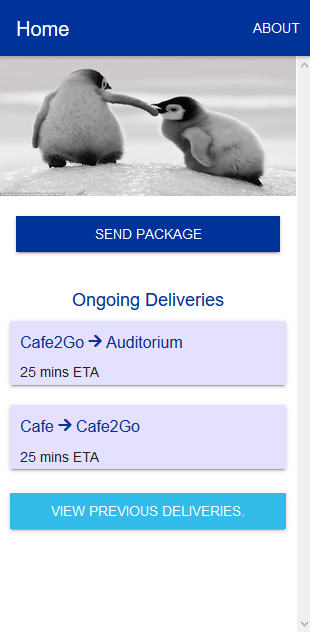 Home
ABOUT
SEND PACKAGE
Ongoing Deliveries
Cafe2Go → Auditorium
25 mins ETA
Cafe → Cafe2Go
25 mins ETA
VIEW PREVIOUS DELIVERIES.